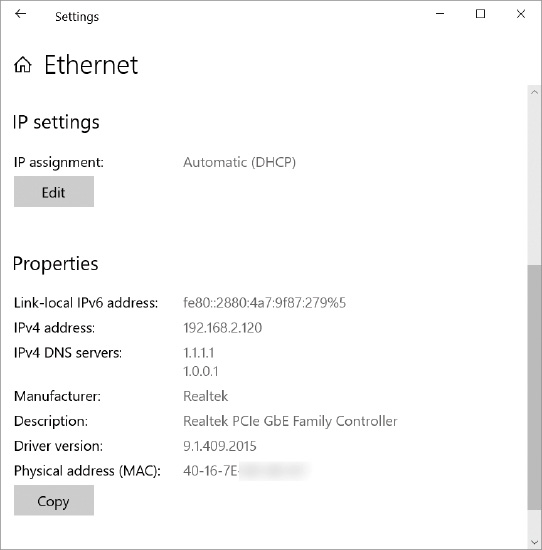 Settings
Ethernet
IP settings
IP assignment: Automatic (DHCP)
Edit
Properties
Link-local IPv6 address: fe80::2880:4a7:9f87:279%5
IPv4 address: 192.168.2.120
IPv4 DNS servers: 1.1.1.1
1.0.0.1
Manufacturer: Realtek
Description: Realtek PCIe GbE Family Controller
Driver version: 9.1.409.2015
Physical address (MAC): 40-16-7E-
Copy